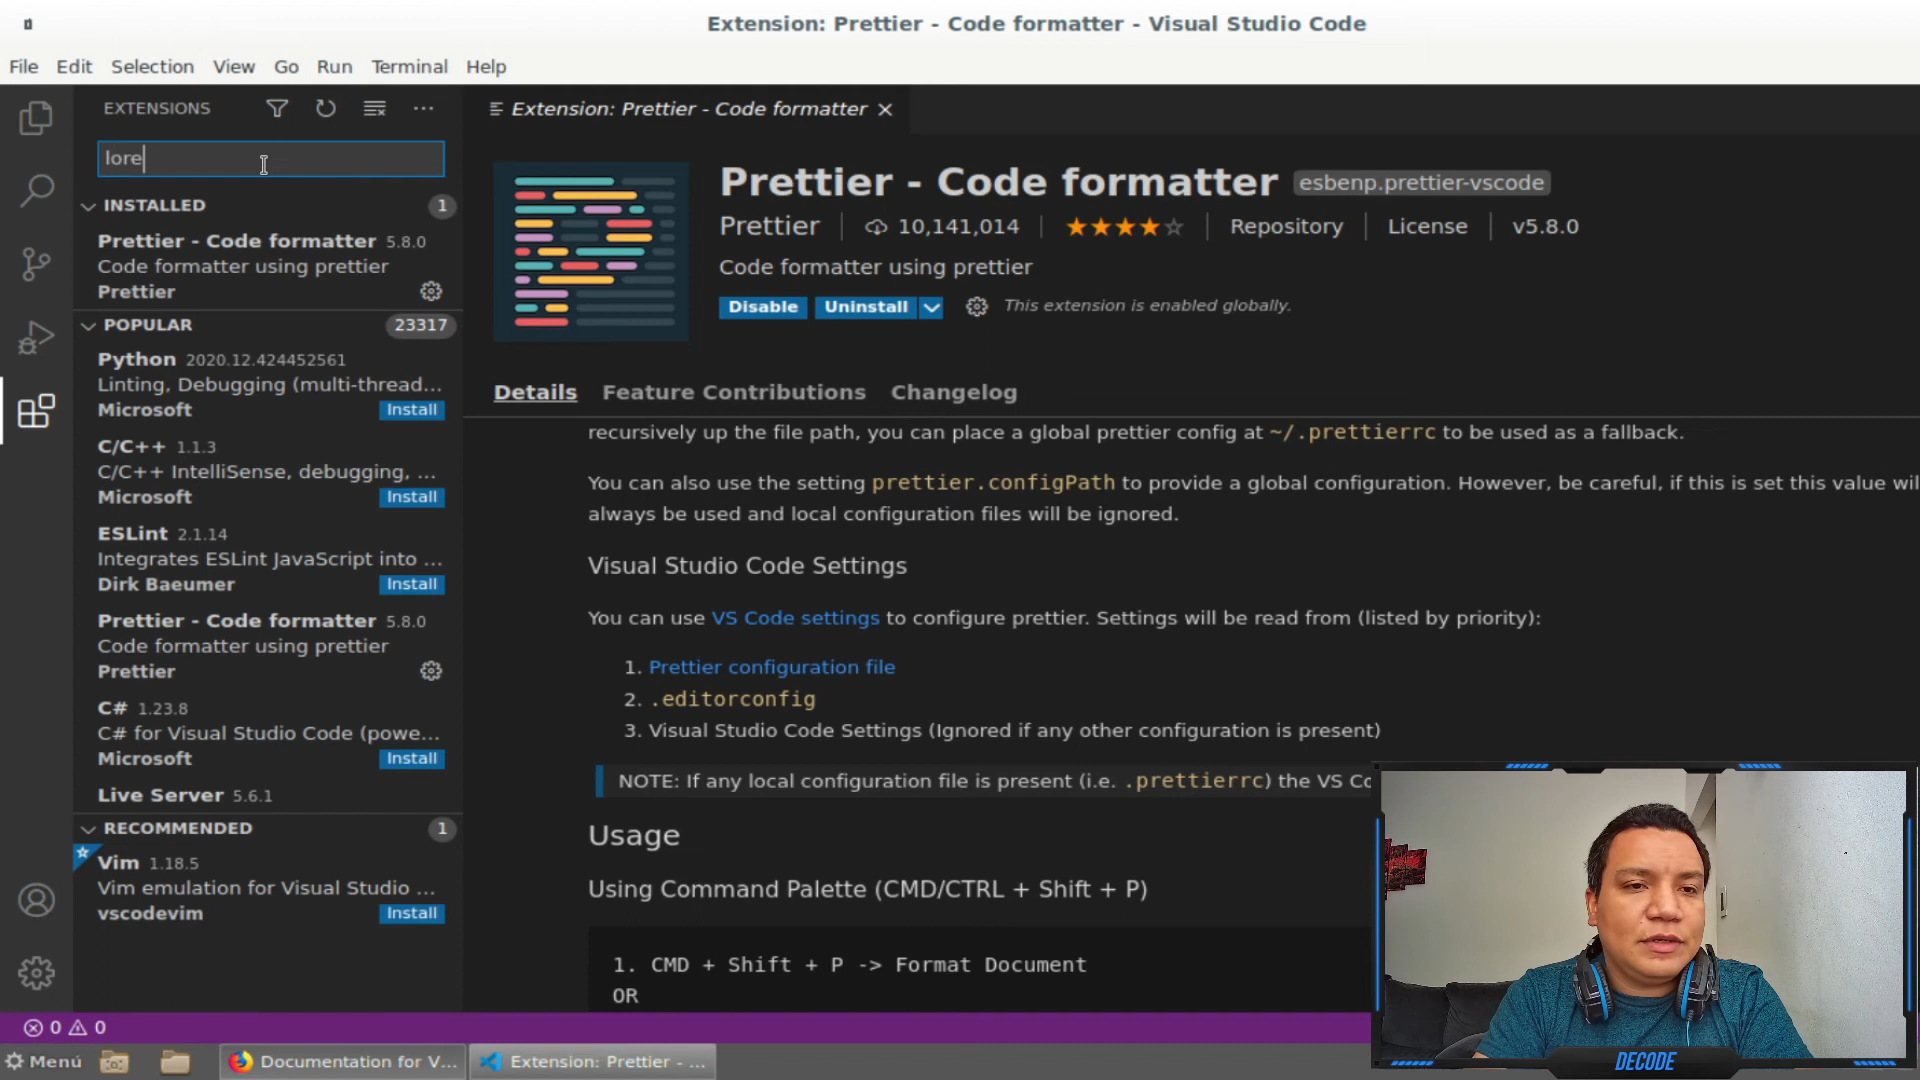 Extension: Prettier - Code formatter - Visual Studio Code
File Edit Selection View Go Run Terminal Help
EXTENSIONS
lore
INSTALLED 1
Prettier - Code formatter 5.8.0
Code formatter using prettier
Prettier
POPULAR 23317
Python 2020.12.424452561
Linting, Debugging (multi-thread...
Microsoft Install
C/C++ 1.1.3
C/C++ IntelliSense, debugging, ...
Microsoft Install
ESLint 2.1.14
Integrates ESLint JavaScript into ...
Dirk Baeumer Install
Prettier - Code formatter 5.8.0
Code formatter using prettier
Prettier
C# 1.23.8
C# for Visual Studio Code (powe...
Microsoft Install
Live Server 5.6.1
RECOMMENDED 1
Vim 1.18.5
Vim emulation for Visual Studio ...
vscodevim Install
Extension: Prettier - Code formatter
Prettier - Code formatter esbenp.prettier-vscode
Prettier 10,141,014 Repository License v5.8.0
Code formatter using prettier
Disable Uninstall This extension is enabled globally.
Details Feature Contributions Changelog
recursively up the file path, you can place a global prettier config at ~/.prettierrc to be used as a fallback.
You can also use the setting prettier.configPath to provide a global configuration. However, be careful, if this is set this value wil
always be used and local configuration files will be ignored.
Visual Studio Code Settings
You can use VS Code settings to configure prettier. Settings will be read from (listed by priority):
1. Prettier configuration file
2. .editorconfig
3. Visual Studio Code Settings (Ignored if any other configuration is present)
NOTE: If any local configuration file is present (i.e. .prettierrc) the VS Co
Usage
Using Command Palette (CMD/CTRL + Shift + P)
1. CMD + Shift + P -> Format Document
OR
0 0
Menú Documentation for V... Extension: Prettier - ...
DECODE